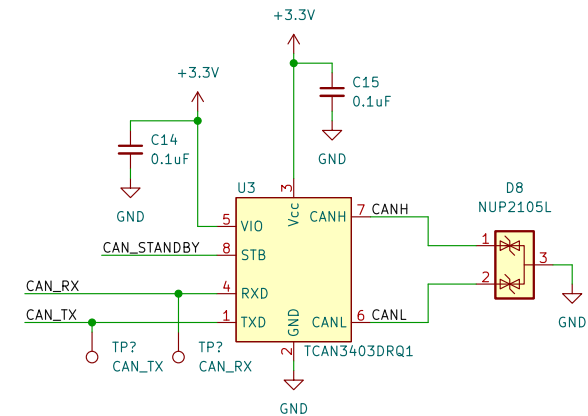 +3.3V
+3.3V
C15
0.1uF
C14
0.1uF
GND
GND
U3
3
D8
NUP2105L
Vcc
CANH
7
CANH
5
VIO
CAN_STANDBY
8
STB
1
3
2
CAN_RX
4
RXD
CAN_TX
1
TXD
GND
CANL
6
CANL
GND
2
TCAN3403DRQ1
TP?
CAN_TX
TP?
CAN_RX
GND